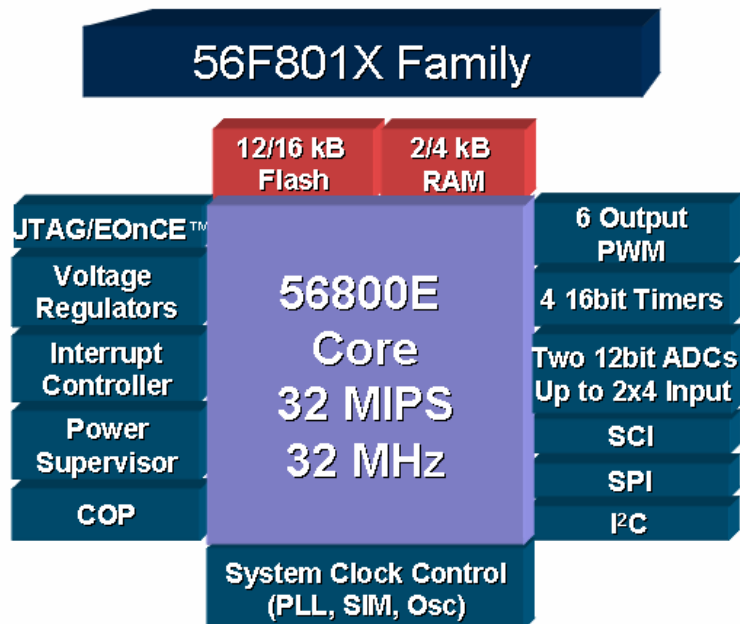 56F801X Family
12/16 kB
Flash
2/4 kB
RAM
JTAG/EOnCE™
Voltage
Regulators
Interrupt
Controller
Power
Supervisor
COP
56800E
Core
32 MIPS
32 MHz
6 Output
PWM
4 16bit Timers
Two 12bit ADCs
Up to 2x4 Input
SCI
SPI
I²C
System Clock Control
(PLL, SIM, Osc)